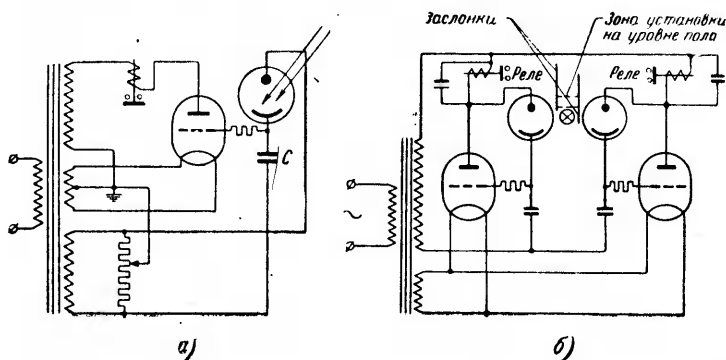 Заслонки
Зона установки
на уровне пола
Реле
Реле
C
~
а)
б)